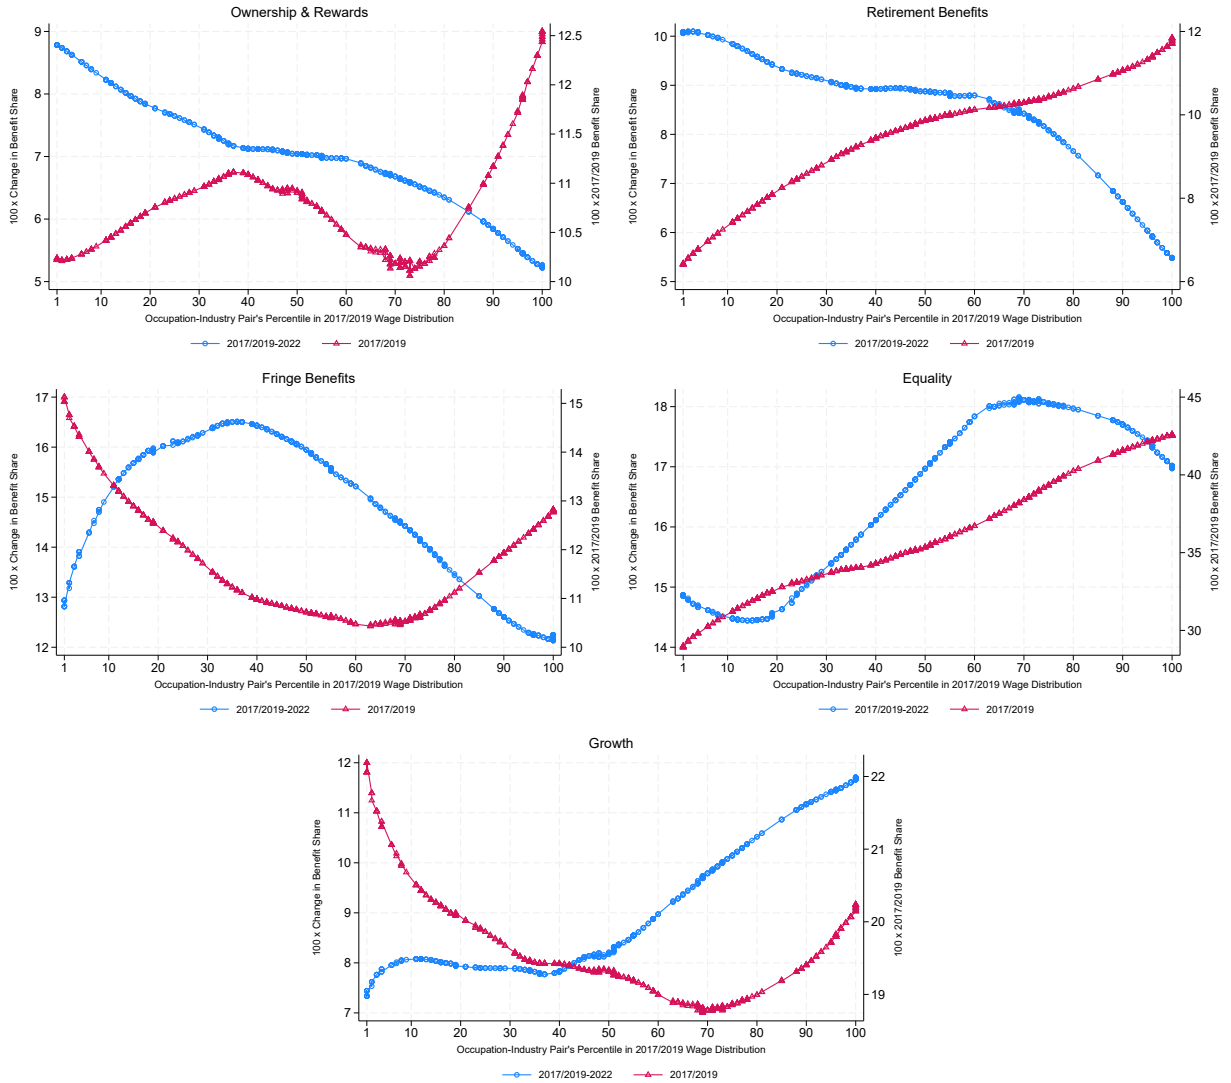 Ownership & Rewards
100 x Change in Benefit Share
9
8
7
6
5
12.5
12
11.5
11
10.5
10
100 x 2017/2019 Benefit Share
1 10 20 30 40 50 60 70 80 90 100
Occupation-Industry Pair's Percentile in 2017/2019 Wage Distribution
2017/2019-2022 2017/2019
Retirement Benefits
100 x Change in Benefit Share
10
9
8
7
6
5
12
10
8
6
100 x 2017/2019 Benefit Share
1 10 20 30 40 50 60 70 80 90 100
Occupation-Industry Pair's Percentile in 2017/2019 Wage Distribution
2017/2019-2022 2017/2019
Fringe Benefits
100 x Change in Benefit Share
17
16
15
14
13
12
15
14
13
12
11
10
100 x 2017/2019 Benefit Share
1 10 20 30 40 50 60 70 80 90 100
Occupation-Industry Pair's Percentile in 2017/2019 Wage Distribution
2017/2019-2022 2017/2019
Equality
100 x Change in Benefit Share
18
17
16
15
14
45
40
35
30
100 x 2017/2019 Benefit Share
1 10 20 30 40 50 60 70 80 90 100
Occupation-Industry Pair's Percentile in 2017/2019 Wage Distribution
2017/2019-2022 2017/2019
Growth
100 x Change in Benefit Share
12
11
10
9
8
7
22
21
20
19
100 x 2017/2019 Benefit Share
1 10 20 30 40 50 60 70 80 90 100
Occupation-Industry Pair's Percentile in 2017/2019 Wage Distribution
2017/2019-2022 2017/2019